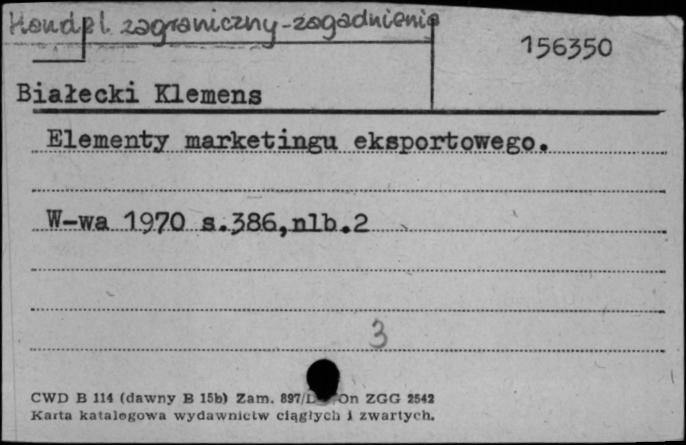 Handel zagraniczny-zagadnienia
156350
Białecki Klemens
Elementy marketingu eksportowego.
W-wa 1970 s.386,nlb.2
3
CWD B 114 (dawny B 15b) Zam. 897/ On ZGG 2542
Karta katalogowa wydawnictw ciągłych i zwartych.